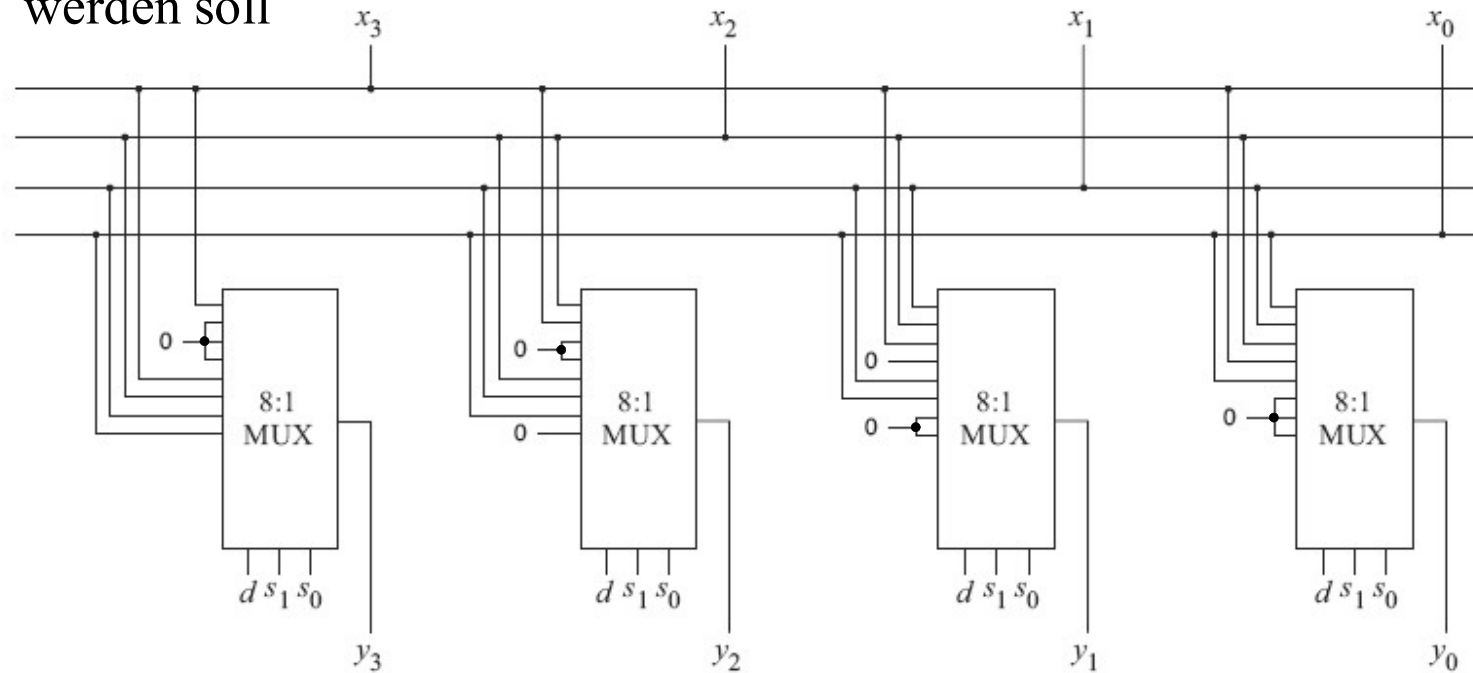 werden soll
x3 x2 x1 x0
0 0 0 0 0 0
8:1 8:1 8:1 8:1
MUX MUX MUX MUX
d s1 s0 d s1 s0 d s1 s0 d s1 s0
y3 y2 y1 y0